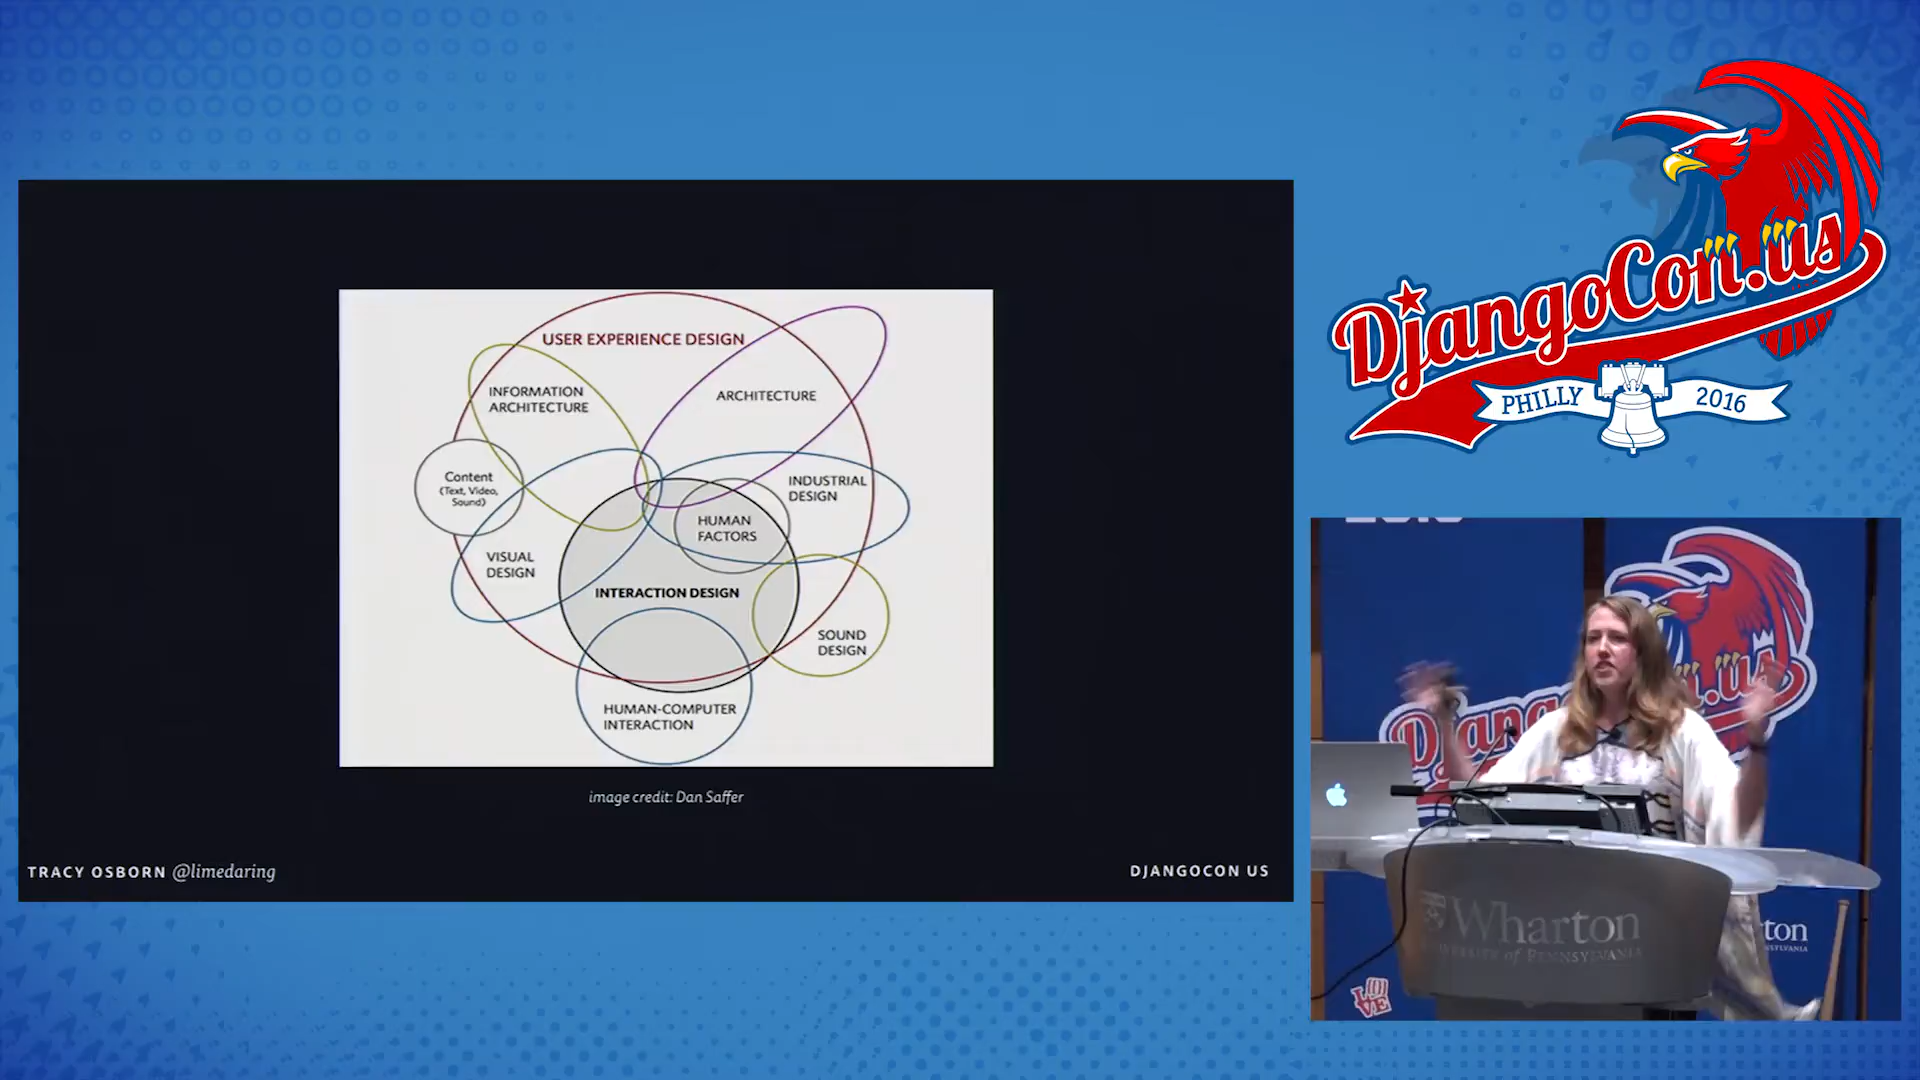 USER EXPERIENCE DESIGN
INFORMATION
ARCHITECTURE
ARCHITECTURE
Content
(Text, Video,
Sound)
INDUSTRIAL
DESIGN
HUMAN
FACTORS
VISUAL
DESIGN
INTERACTION DESIGN
SOUND
DESIGN
HUMAN-COMPUTER
INTERACTION
image credit: Dan Saffer
TRACY OSBORN @limedaring
DJANGOCON US
DjangoCon.us
PHILLY 2016
Wharton
UNIVERSITY of PENNSYLVANIA
LOVE